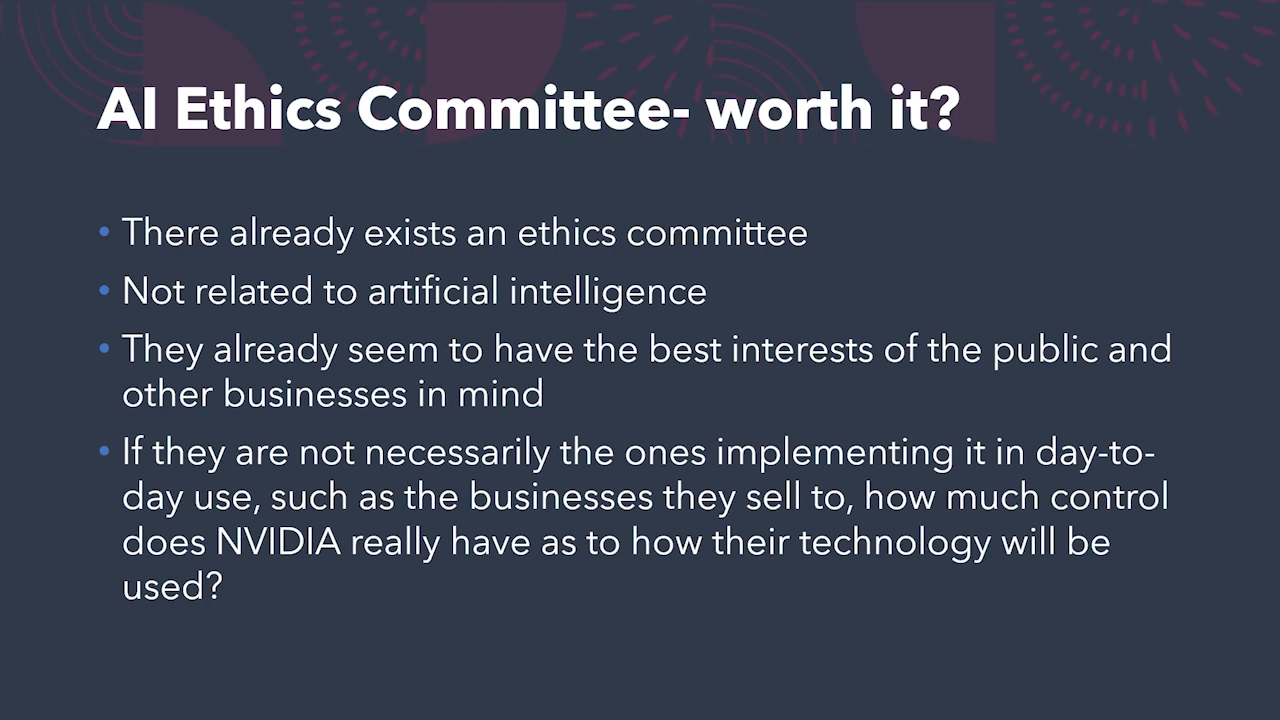 AI Ethics Committee- worth it?
• There already exists an ethics committee
• Not related to artificial intelligence
• They already seem to have the best interests of the public and
other businesses in mind
• If they are not necessarily the ones implementing it in day-to-
day use, such as the businesses they sell to, how much control
does NVIDIA really have as to how their technology will be
used?